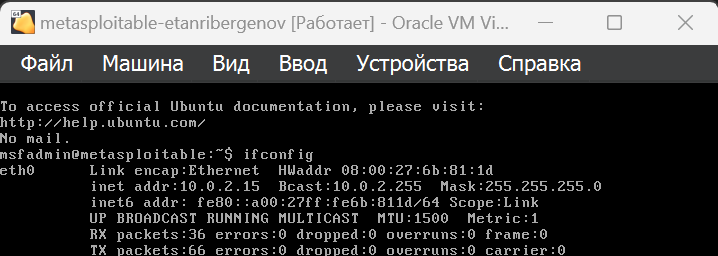 metasploitable-etanribergenov [Работает] - Oracle VM Vi...
Файл Машина Вид Ввод Устройства Справка
To access official Ubuntu documentation, please visit:
http://help.ubuntu.com/
No mail.
msfadmin@metasploitable:~$ ifconfig
eth0 Link encap:Ethernet HWaddr 08:00:27:6b:81:1d
inet addr:10.0.2.15 Bcast:10.0.2.255 Mask:255.255.255.0
inet6 addr: fe80::a00:27ff:fe6b:811d/64 Scope:Link
UP BROADCAST RUNNING MULTICAST MTU:1500 Metric:1
RX packets:36 errors:0 dropped:0 overruns:0 frame:0
TX packets:66 errors:0 dropped:0 overruns:0 carrier:0